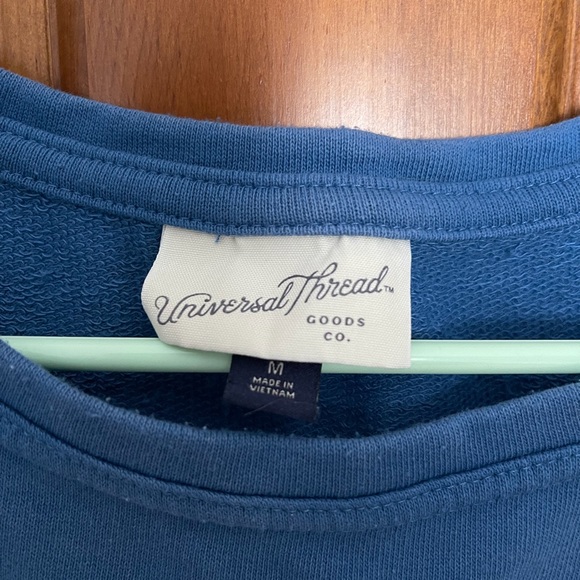 Universal Thread™
GOODS
CO.
M
MADE IN
VIETNAM